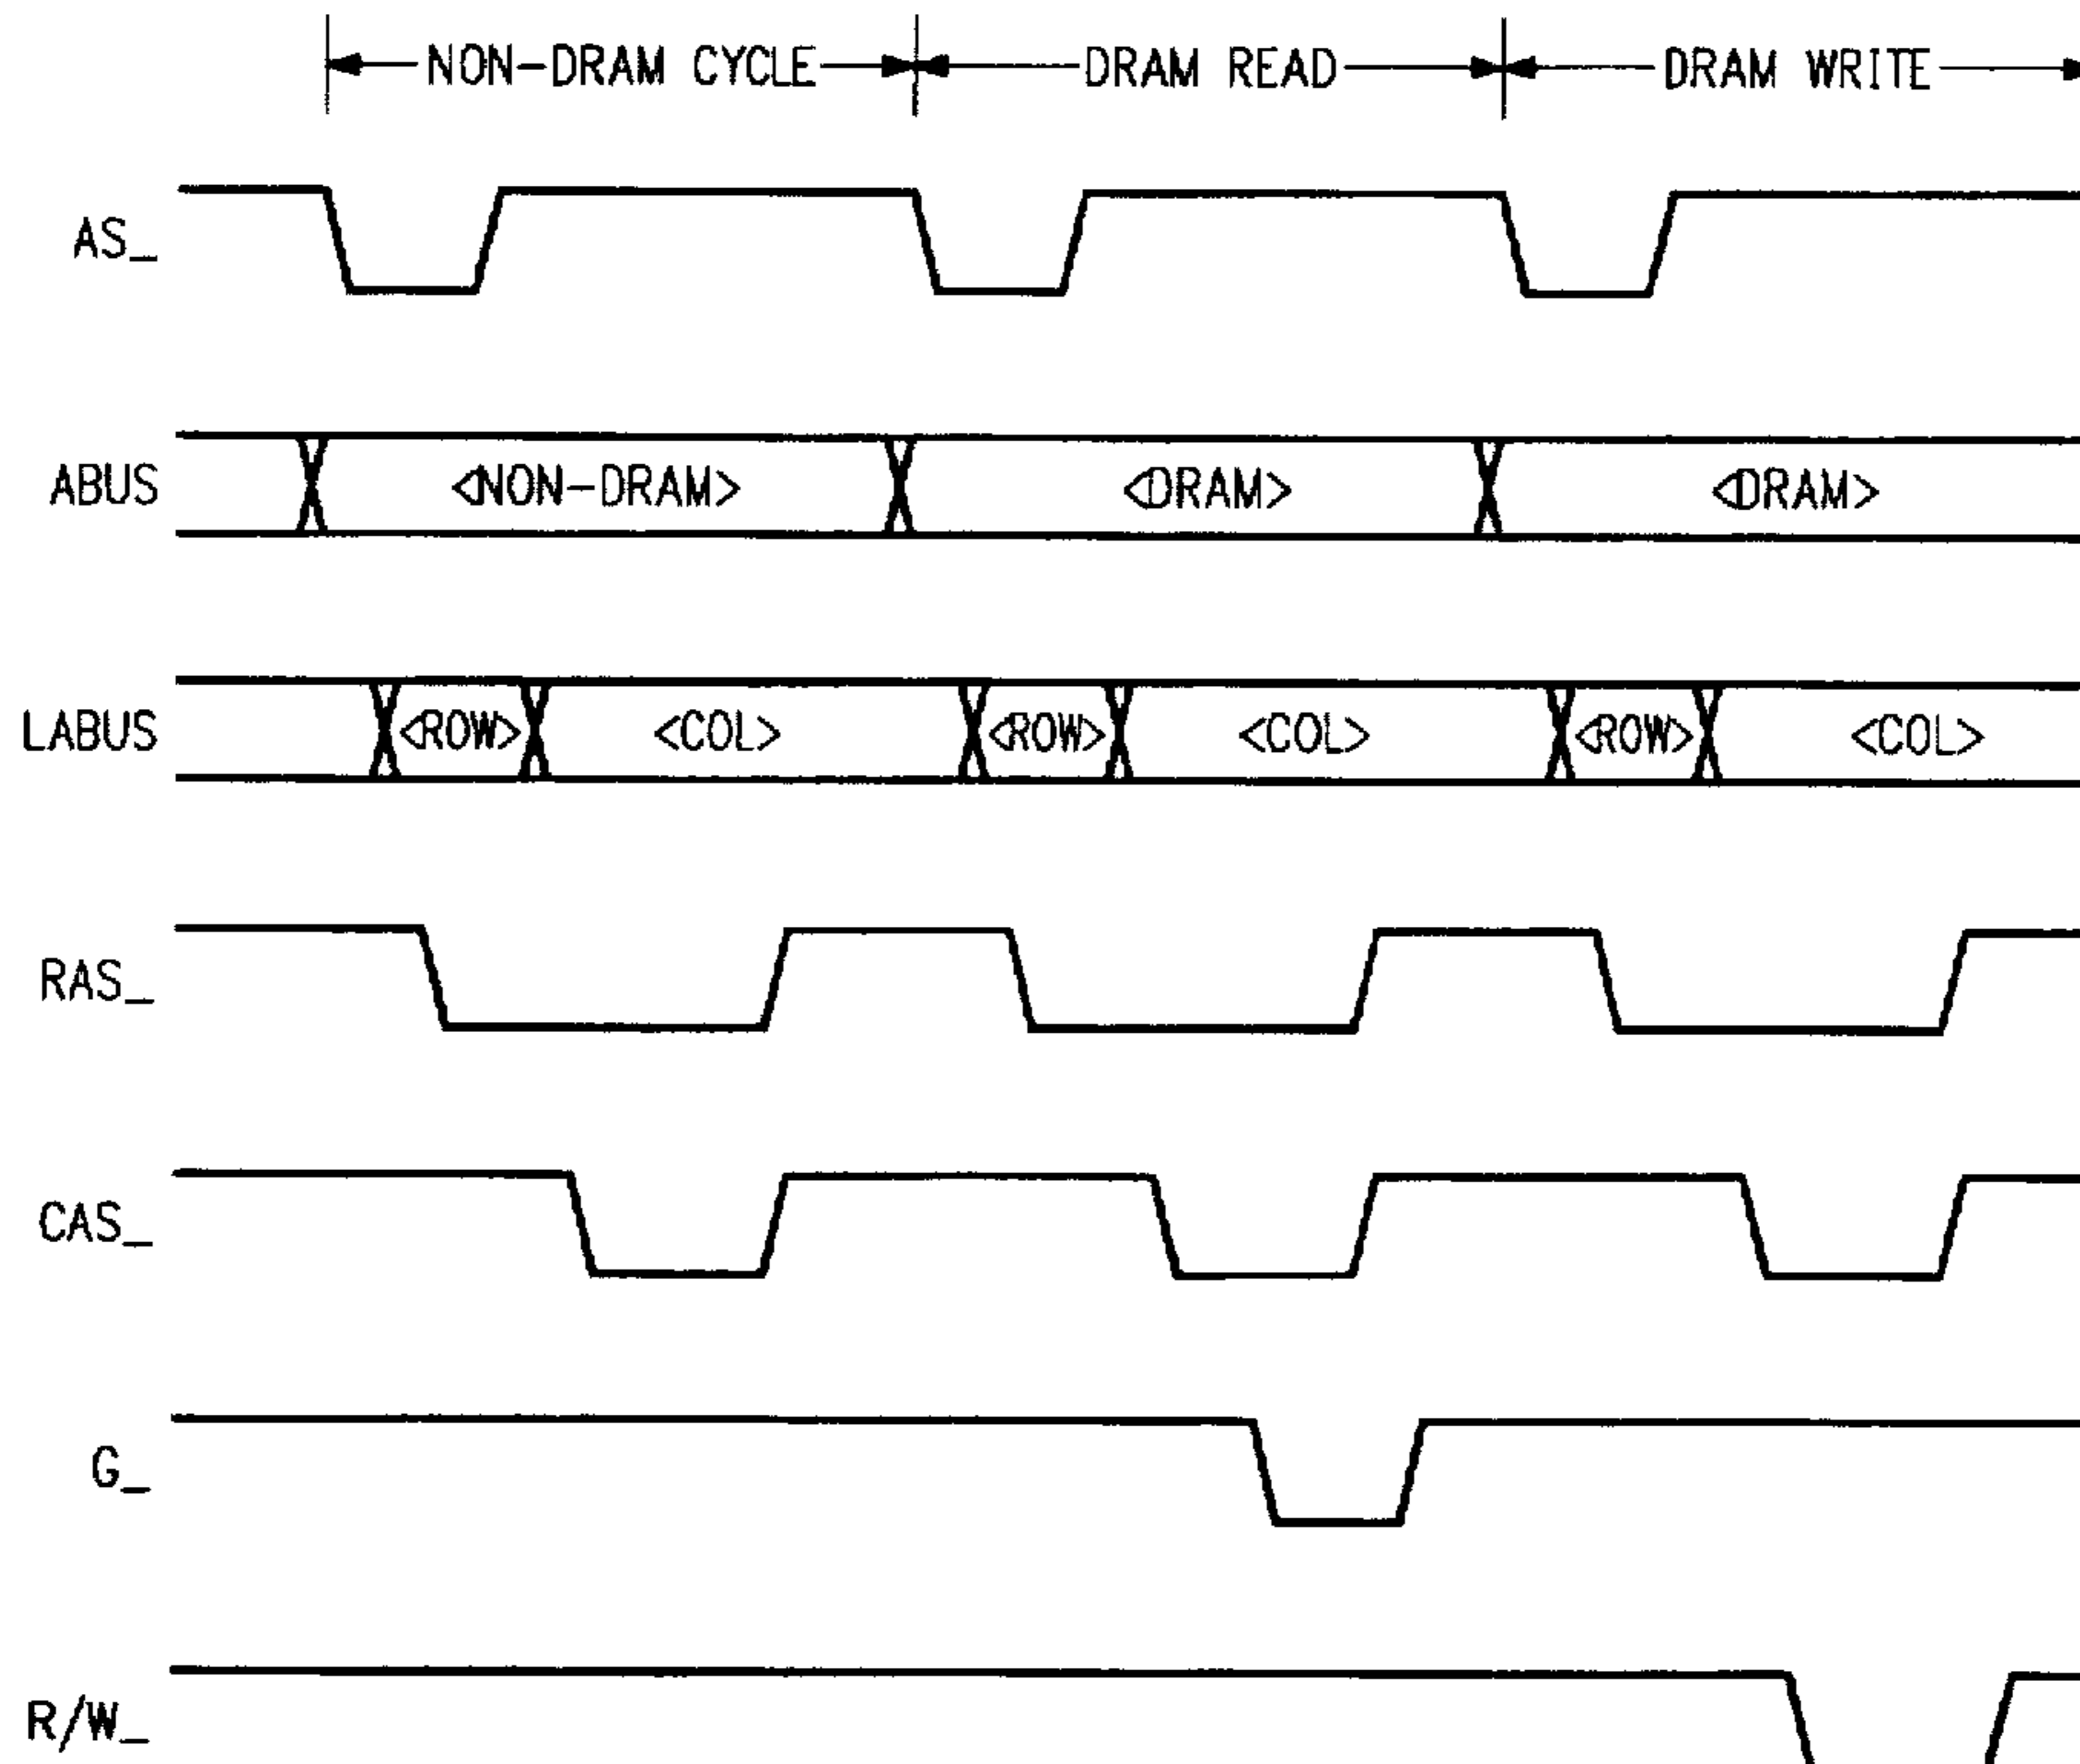 NON-DRAM CYCLE DRAM READ DRAM WRITE
AS_
ABUS <NON-DRAM> <DRAM> <DRAM>
LABUS <ROW> <COL> <ROW> <COL> <ROW> <COL>
RAS_
CAS_
G_
R/W_